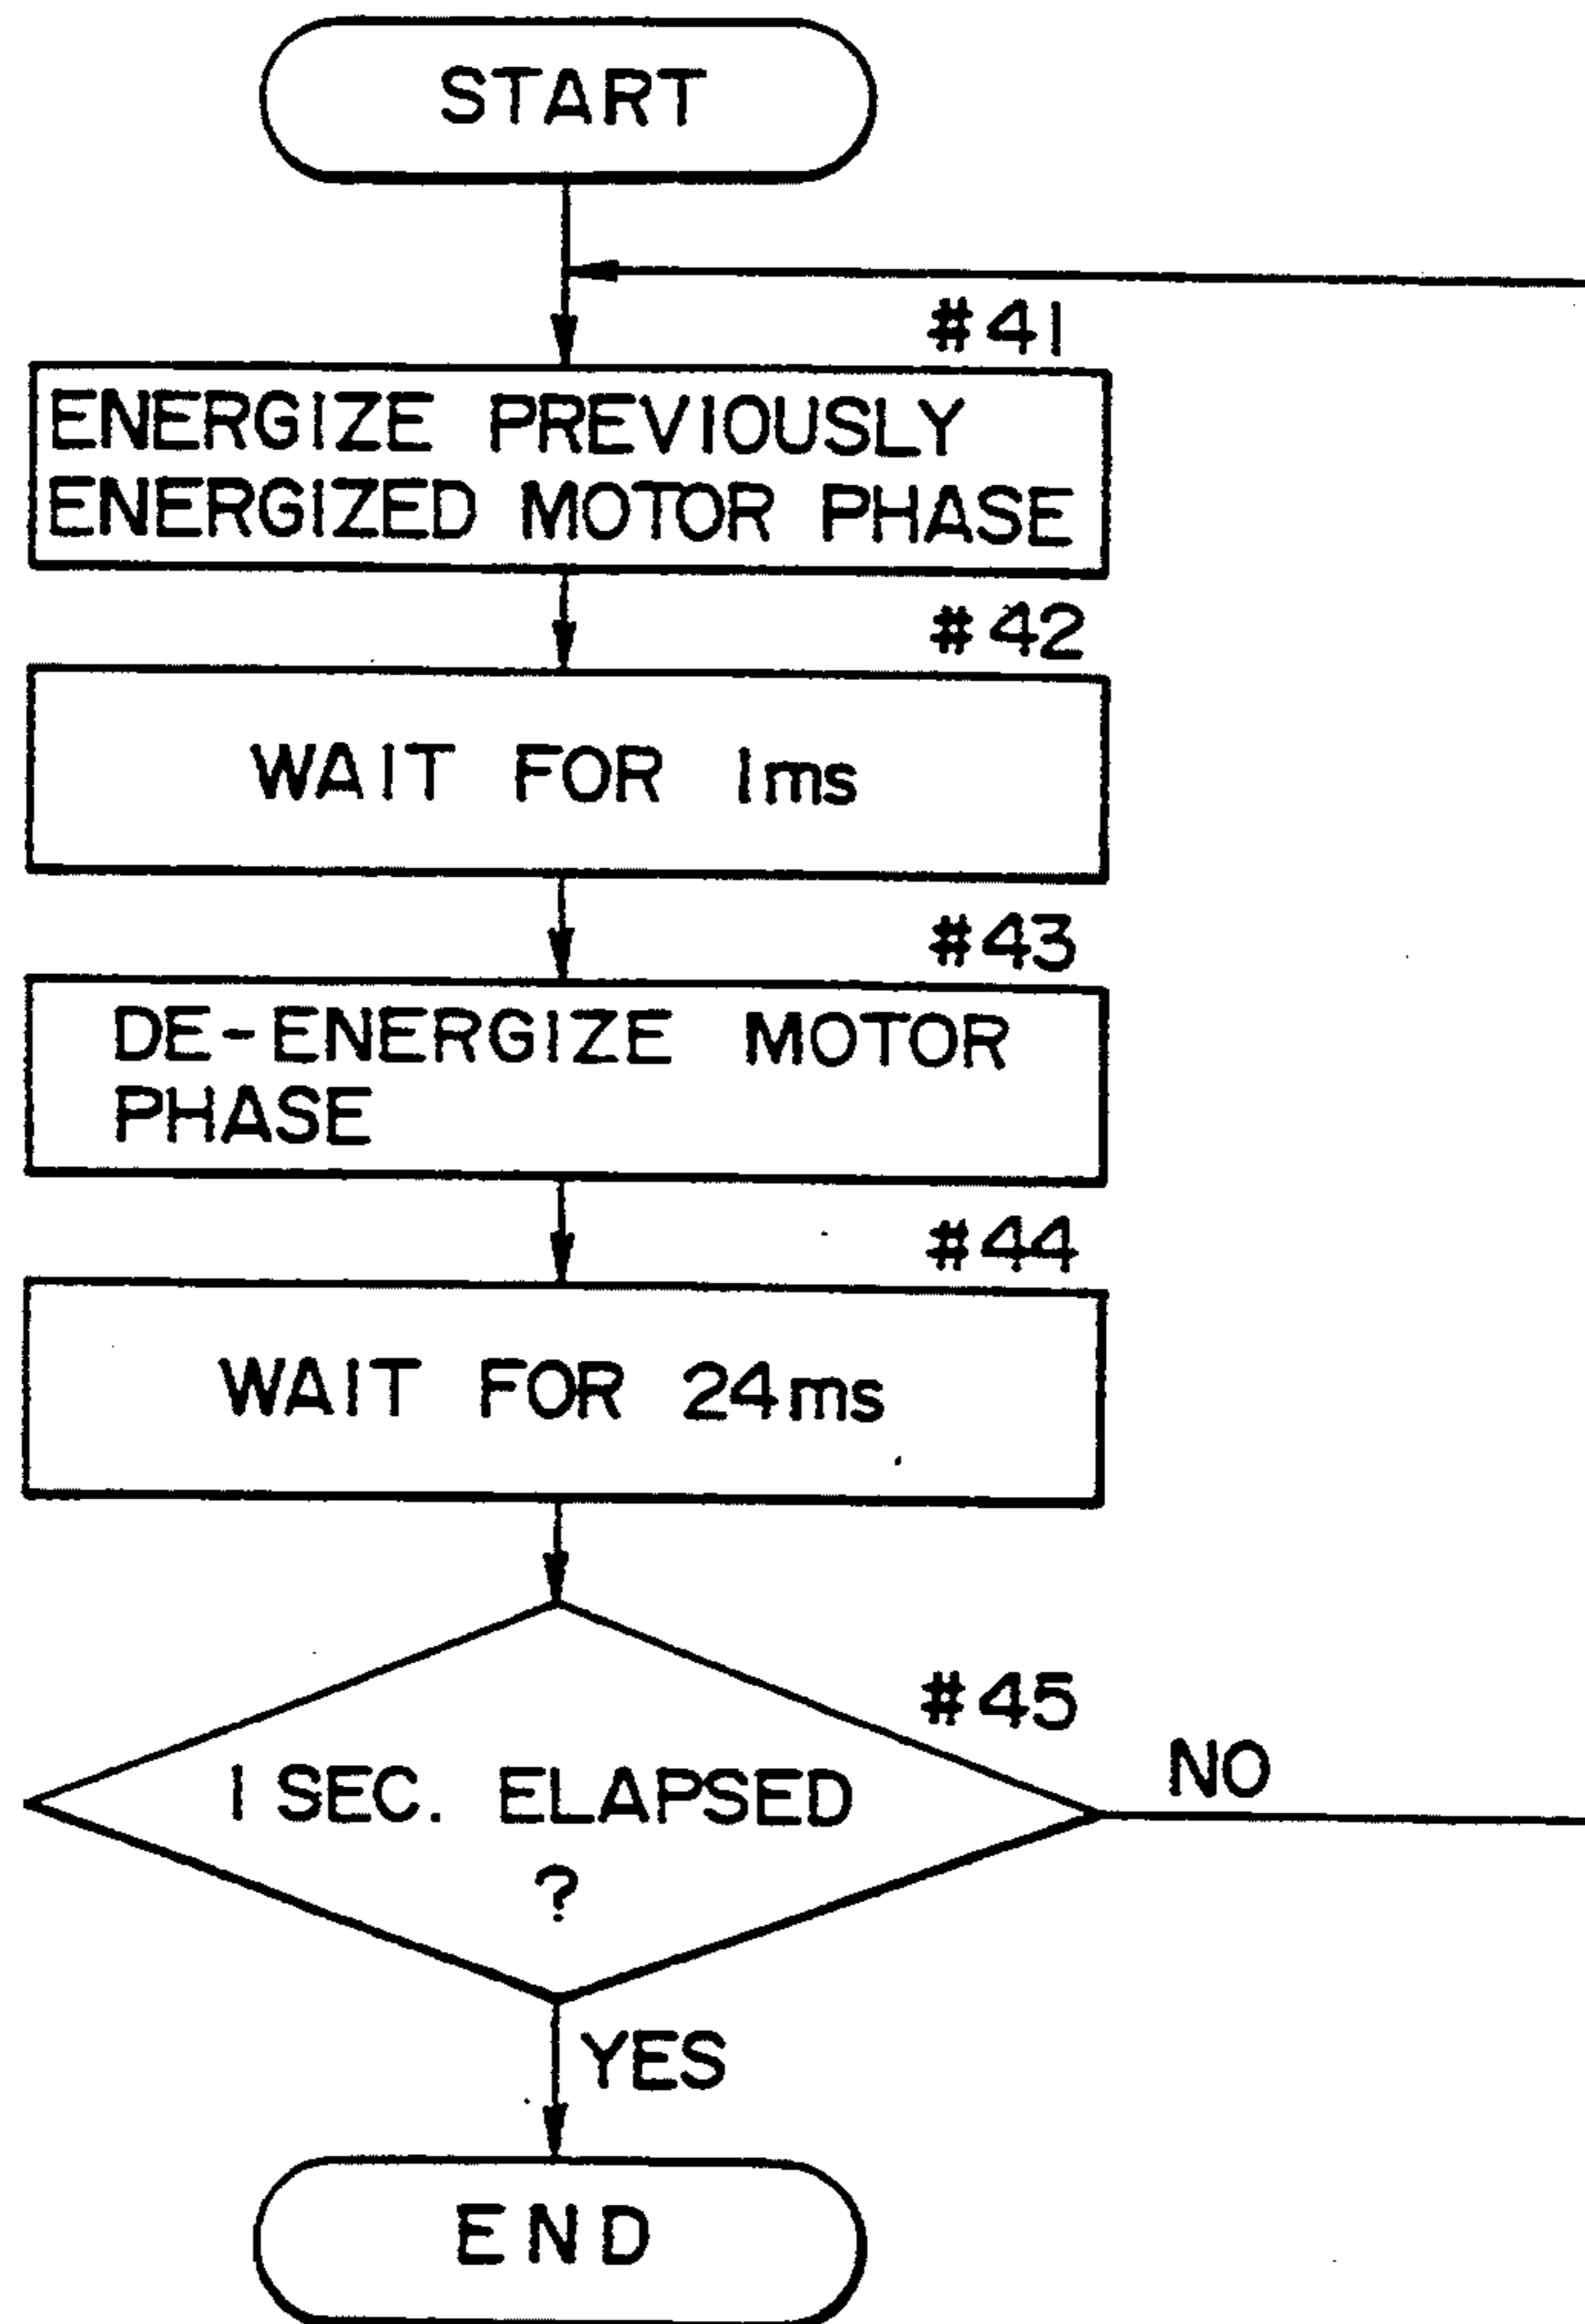 START
#41
ENERGIZE PREVIOUSLY
ENERGIZED MOTOR PHASE
#42
WAIT FOR 1ms
#43
DE-ENERGIZE MOTOR
PHASE
#44
WAIT FOR 24ms
#45
1 SEC. ELAPSED
?
NO
YES
END